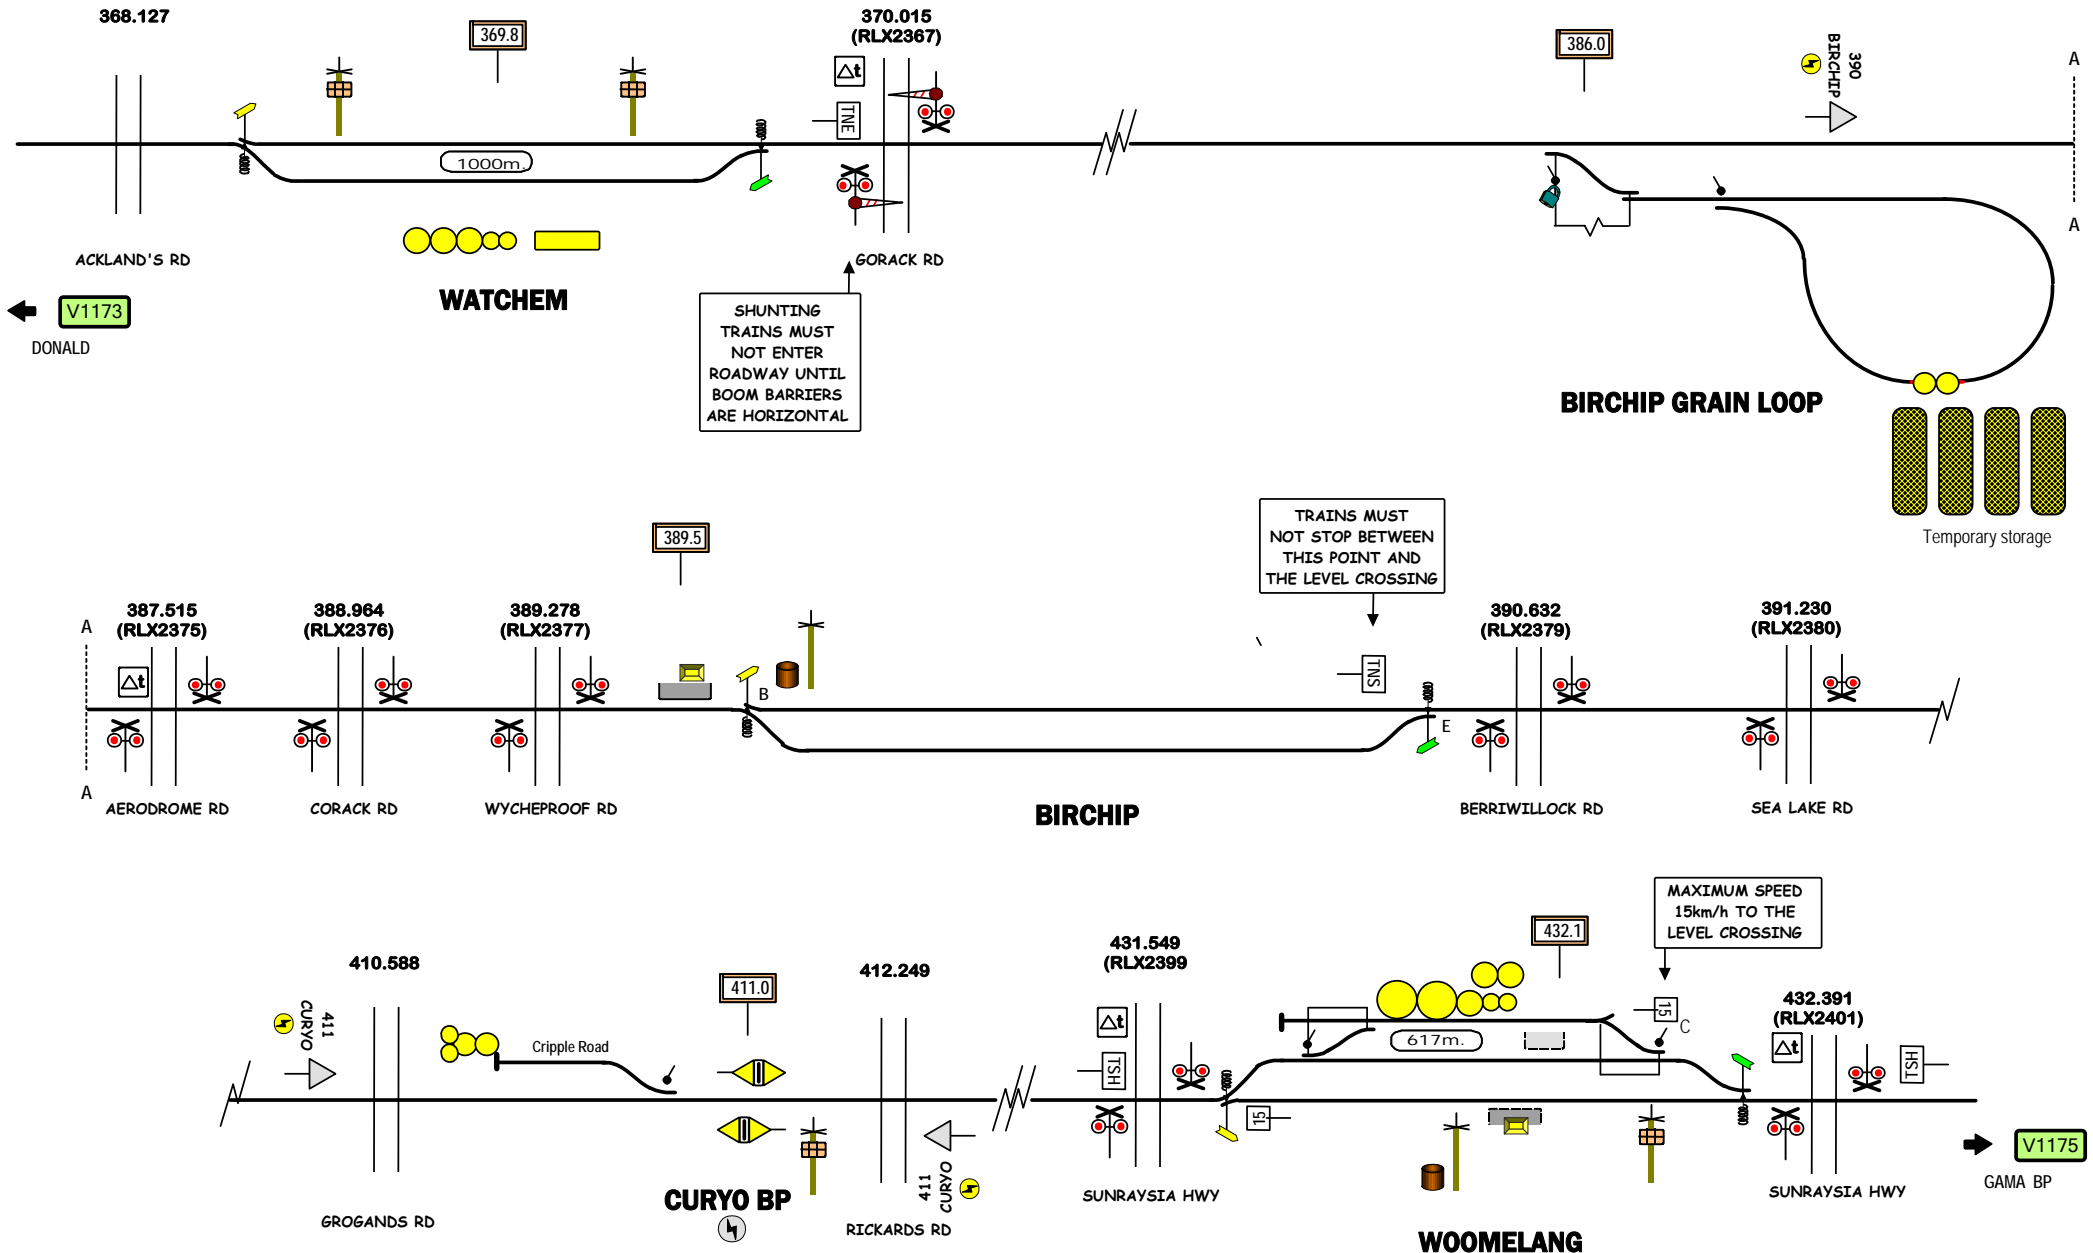 368.127
369.8
370.015
(RLX2367)
Δt
TNE
386.0
390
BIRCHIP
A
1000m.
ACKLAND'S RD
GORACK RD
A
V1173
DONALD
WATCHEM
SHUNTING
TRAINS MUST
NOT ENTER
ROADWAY UNTIL
BOOM BARRIERS
ARE HORIZONTAL
BIRCHIP GRAIN LOOP
Temporary storage
389.5
TRAINS MUST
NOT STOP BETWEEN
THIS POINT AND
THE LEVEL CROSSING
A
387.515
(RLX2375)
388.964
(RLX2376)
389.278
(RLX2377)
390.632
(RLX2379)
391.230
(RLX2380)
Δt
B
TNS
E
A
AERODROME RD
CORACK RD
WYCHEPROOF RD
BIRCHIP
BERRIWILLOCK RD
SEA LAKE RD
MAXIMUM SPEED
15km/h TO THE
LEVEL CROSSING
410.588
411.0
412.249
431.549
(RLX2399
432.1
432.391
(RLX2401)
411
CURYO
Cripple Road
Δt
TSH
617m.
15
C
Δt
TSH
15
411
CURYO
GROGANDS RD
CURYO BP
RICKARDS RD
SUNRAYSIA HWY
WOOMELANG
SUNRAYSIA HWY
V1175
GAMA BP